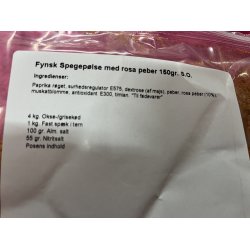 Fynsk Spegepølse med rosa peber 150gr. S.O.
Ingredienser:
Paprika røget, surhedsregulator E575, dextrose (af majs), peber, rosa peber (10%),
muskatblomme, antioxidant E300, timian. "Til fødevarer"
4 kg. Okse-/grisekød
1 kg. Fast spæk i tern
100 gr. Alm. salt
55 gr. Nitritsalt
Posens indhold